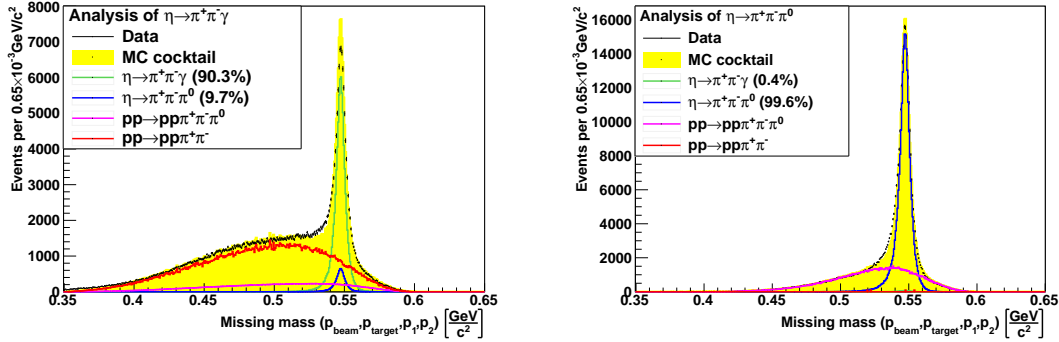 Analysis of η→π⁺π⁻γ
Data
MC cocktail
η→π⁺π⁻γ (90.3%)
η→π⁺π⁻π⁰ (9.7%)
pp→ppπ⁺π⁻π⁰
pp→ppπ⁺π⁻
Events per 0.65×10⁻³GeV/c²
8000
7000
6000
5000
4000
3000
2000
1000
0
0.35 0.4 0.45 0.5 0.55 0.6 0.65
Missing mass (p_beam,p_target,p₁,p₂) [GeV/c²]
Analysis of η→π⁺π⁻π⁰
Data
MC cocktail
η→π⁺π⁻γ (0.4%)
η→π⁺π⁻π⁰ (99.6%)
pp→ppπ⁺π⁻π⁰
pp→ppπ⁺π⁻
Events per 0.65×10⁻³GeV/c²
16000
14000
12000
10000
8000
6000
4000
2000
0
0.35 0.4 0.45 0.5 0.55 0.6 0.65
Missing mass (p_beam,p_target,p₁,p₂) [GeV/c²]